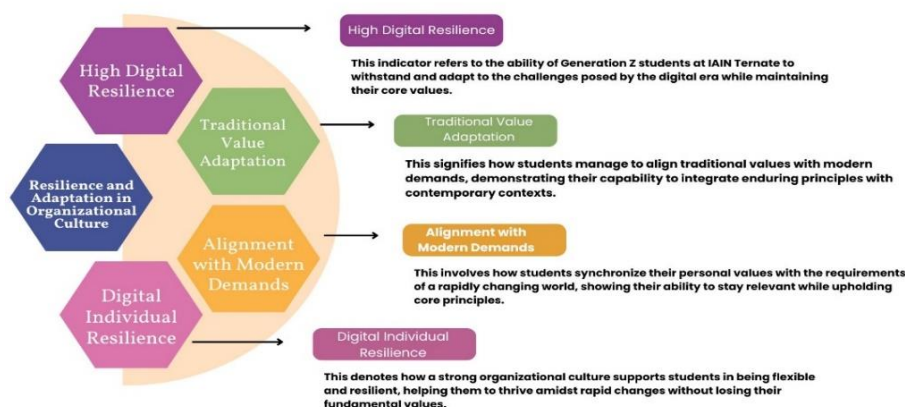 High Digital
Resilience
Traditional
Value
Adaptation
Resilience and
Adaptation in
Organizational
Culture
Alignment
with Modern
Demands
Digital
Individual
Resilience
High Digital Resilience
This indicator refers to the ability of Generation Z students at IAIN Ternate to
withstand and adapt to the challenges posed by the digital era while maintaining
their core values.
Traditional Value
Adaptation
This signifies how students manage to align traditional values with modern
demands, demonstrating their capability to integrate enduring principles with
contemporary contexts.
Alignment with
Modern Demands
This involves how students synchronize their personal values with the requirements
of a rapidly changing world, showing their ability to stay relevant while upholding
core principles.
Digital Individual
Resilience
This denotes how a strong organizational culture supports students in being flexible
and resilient, helping them to thrive amidst rapid changes without losing their
fundamental values.